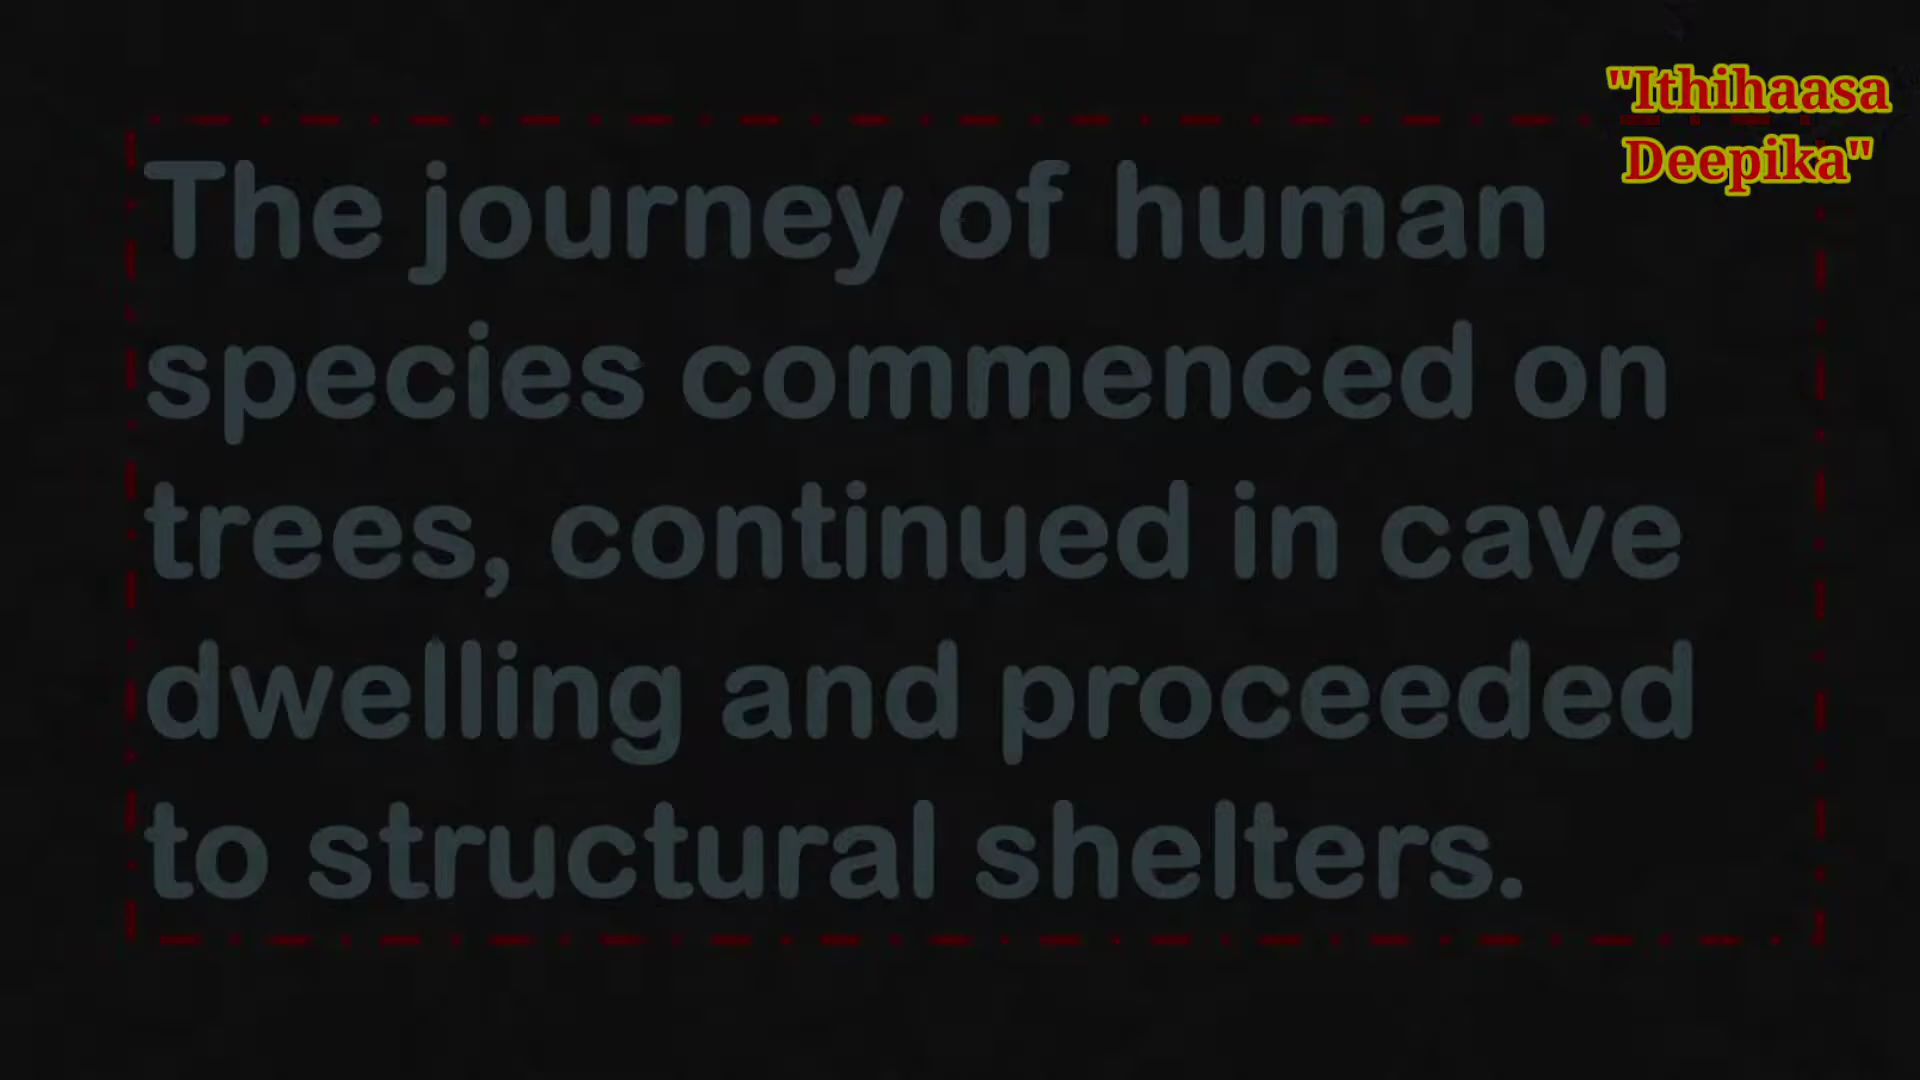 "Ithihaasa
Deepika"
The journey of human
species commenced on
trees, continued in cave
dwelling and proceeded
to structural shelters.